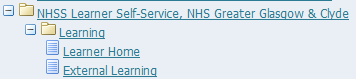 NHSS Learner Self-Service, NHS Greater Glasgow & Clyde
Learning
Learner Home
External Learning